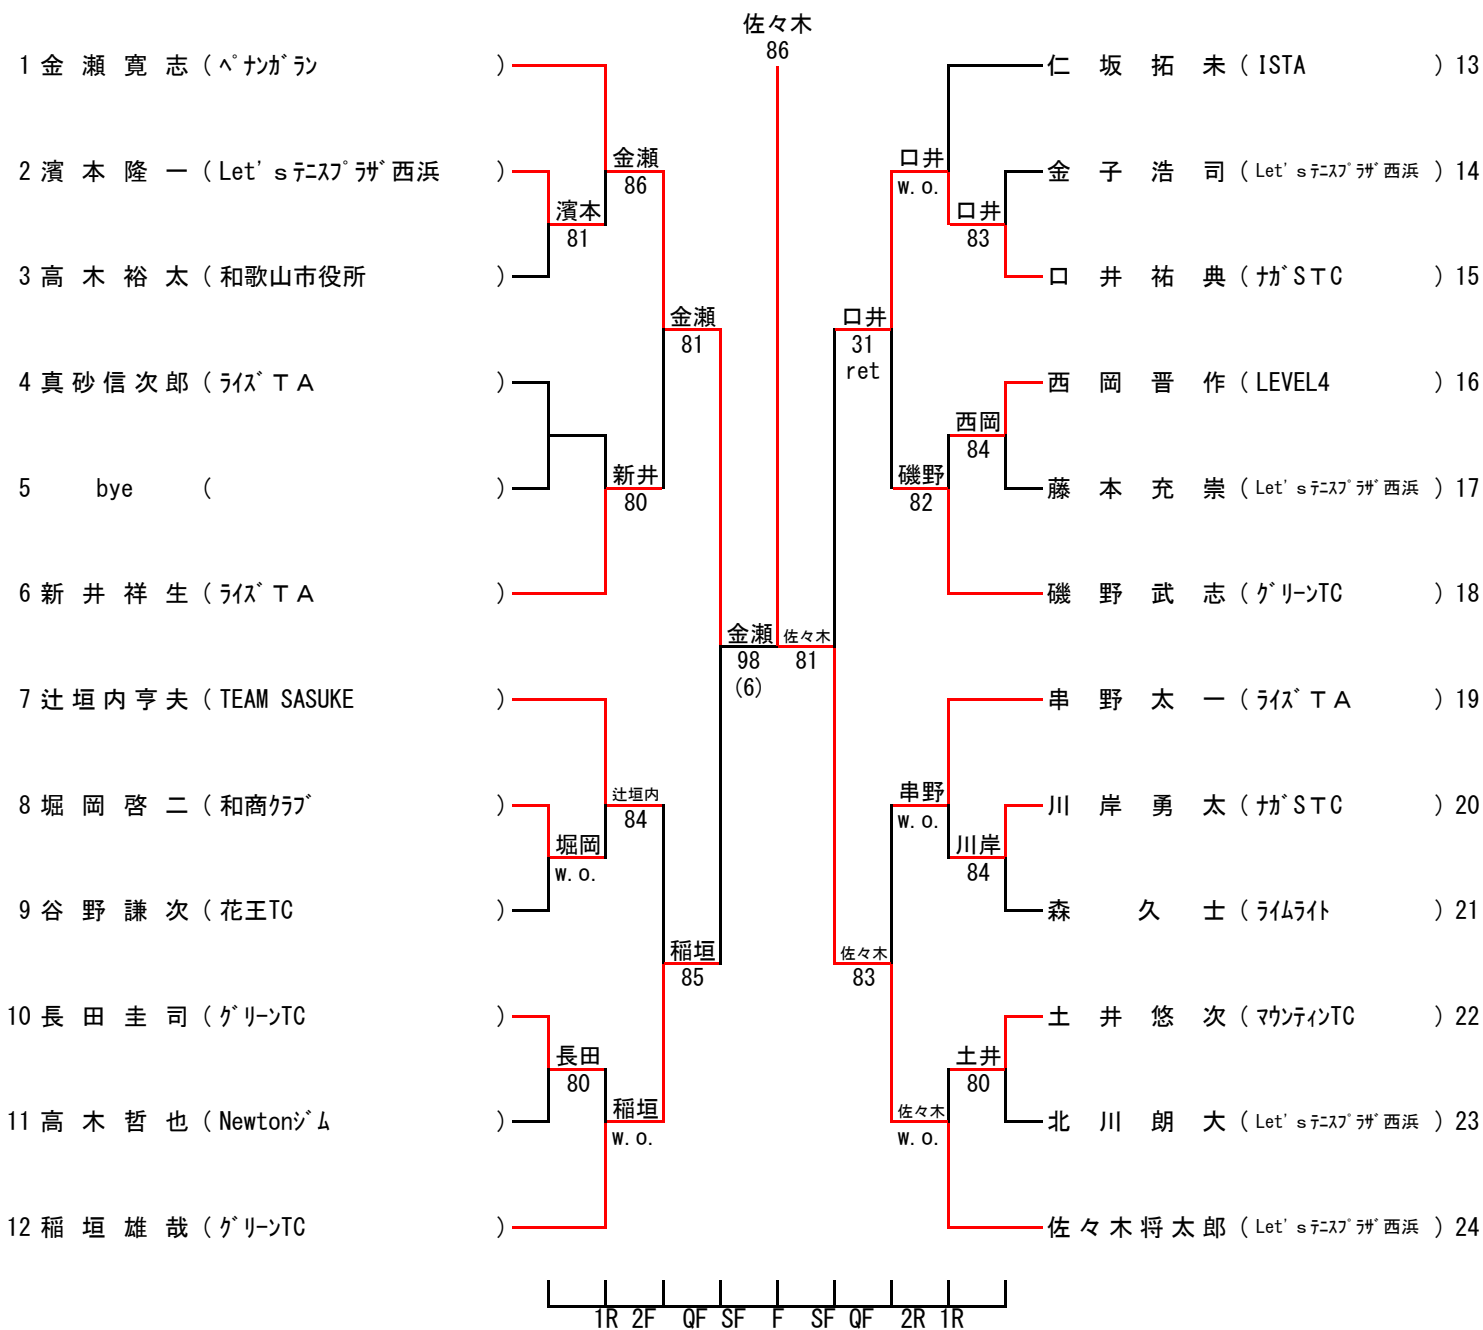 佐々木
86
1 金瀬寛志 (ペナンガラン)
2 濱本隆一 (Let'sテニスプラザ西浜)
3 高木裕太 (和歌山市役所)
4 真砂信次郎 (ライズTA)
5 bye ( )
6 新井祥生 (ライズTA)
7 辻垣内亨夫 (TEAM SASUKE)
8 堀岡啓二 (和商クラブ)
9 谷野謙次 (花王TC)
10 長田圭司 (グリーンTC)
11 高木哲也 (Newtonジム)
12 稲垣雄哉 (グリーンTC)
濱本
81
堀岡
w.o.
長田
80
金瀬
86
新井
80
辻垣内
84
稲垣
w.o.
金瀬
81
稲垣
85
金瀬
98
(6)
佐々木
81
口井
31
ret
佐々木
83
口井
w.o.
磯野
82
串野
w.o.
佐々木
w.o.
口井
83
西岡
84
川岸
84
土井
80
仁坂拓未 (ISTA) 13
金子浩司 (Let'sテニスプラザ西浜) 14
口井祐典 (ナガSTC) 15
西岡晋作 (LEVEL4) 16
藤本充崇 (Let'sテニスプラザ西浜) 17
磯野武志 (グリーンTC) 18
串野太一 (ライズTA) 19
川岸勇太 (ナガSTC) 20
森久士 (ライムライト) 21
土井悠次 (マウンティンTC) 22
北川朗大 (Let'sテニスプラザ西浜) 23
佐々木将太郎 (Let'sテニスプラザ西浜) 24
1R 2F QF SF F SF QF 2R 1R